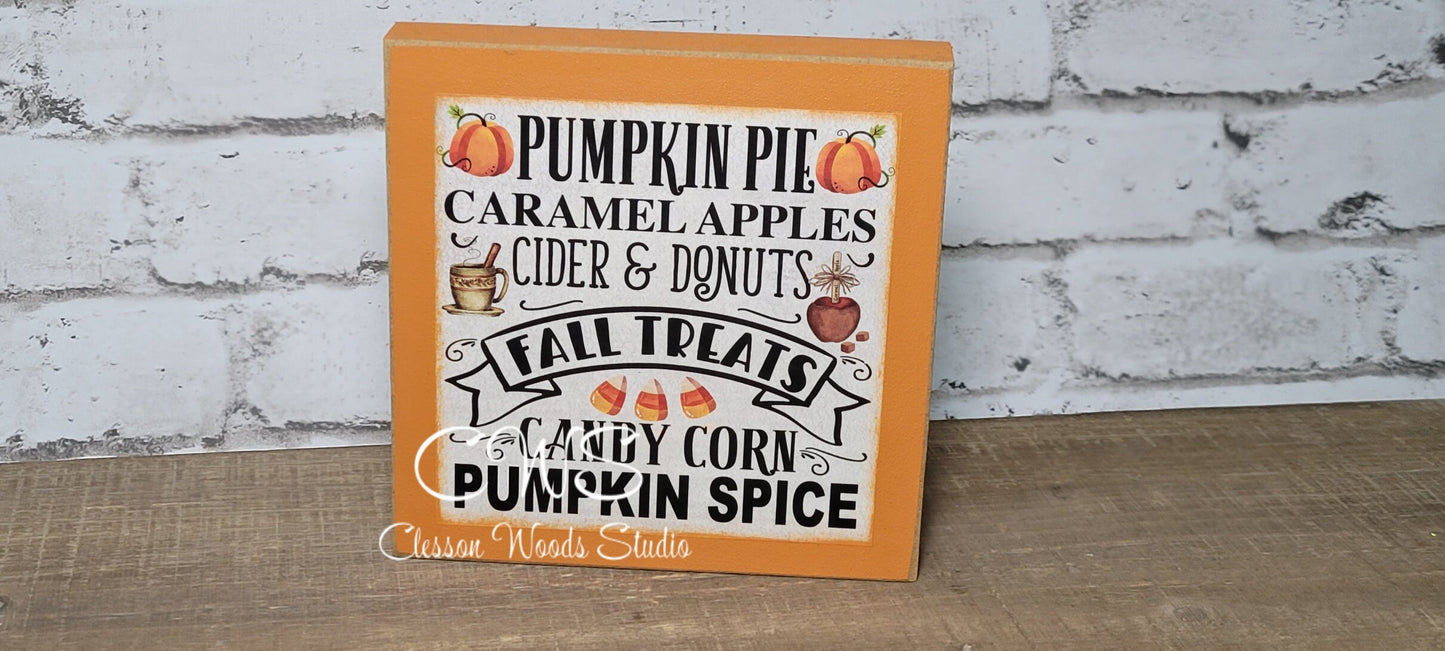 PUMPKIN PIE
CARAMEL APPLES
CIDER & DONUTS
FALL TREATS
CANDY CORN
PUMPKIN SPICE
CWS
Clesson Woods Studio